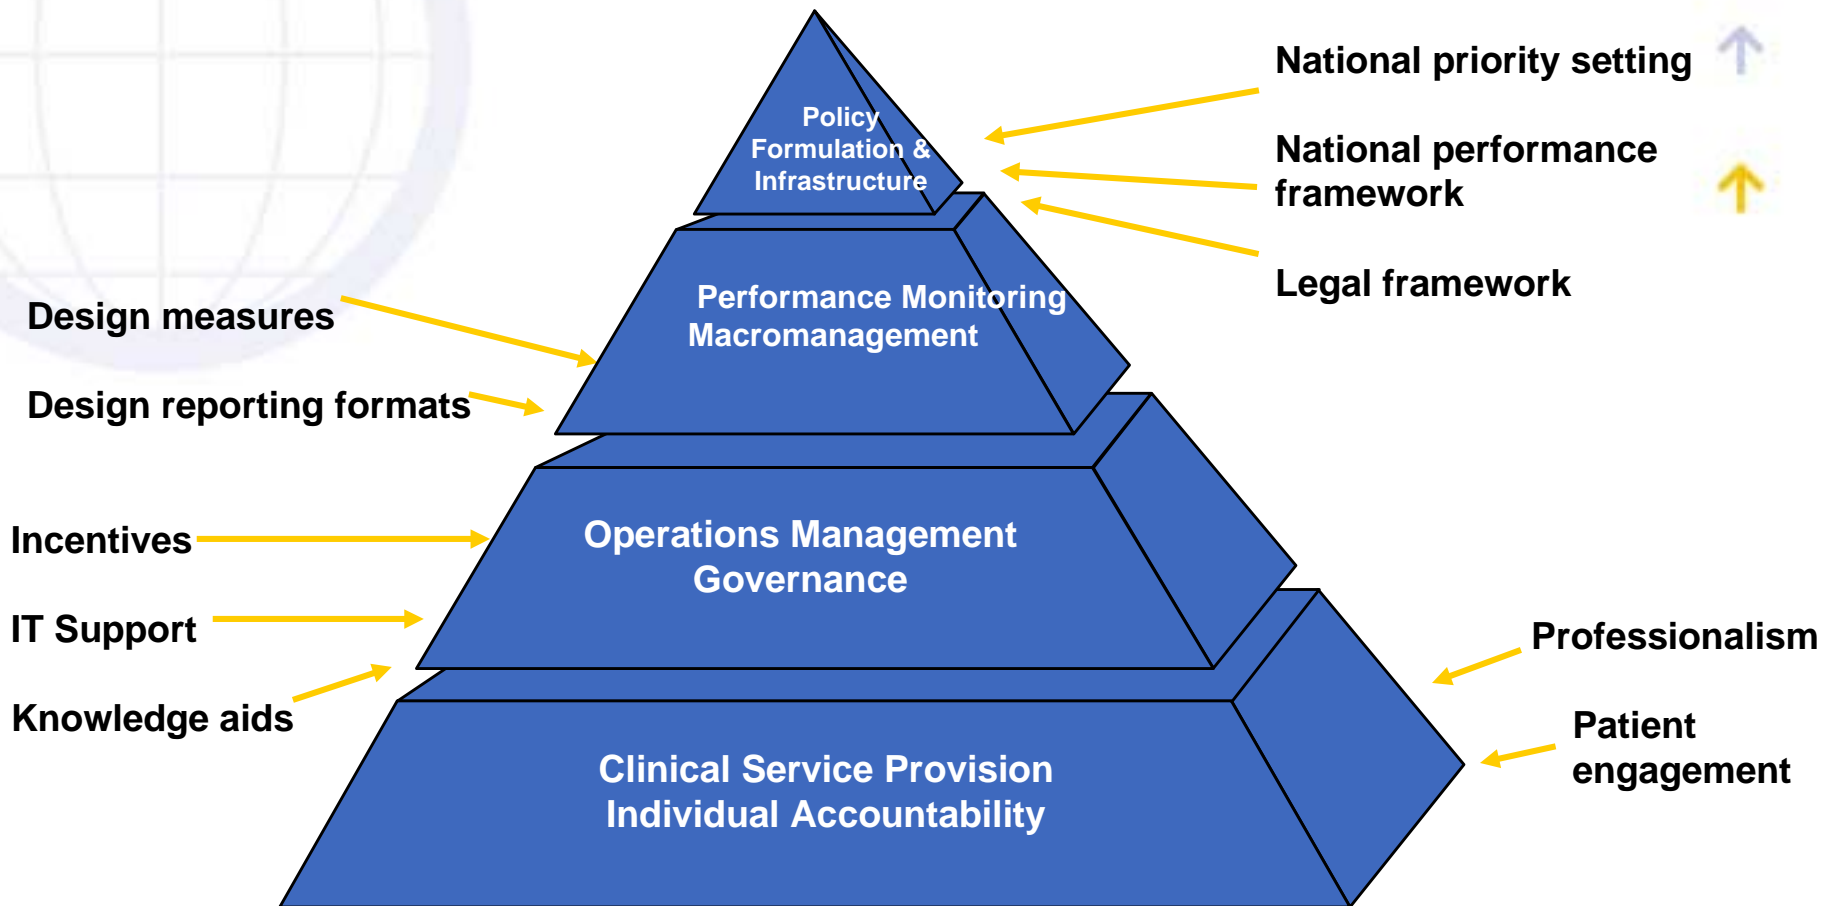 National priority setting
Policy
Formulation &
Infrastructure
National performance
framework
Legal framework
Performance Monitoring
Macromanagement
Design measures
Design reporting formats
Incentives
Operations Management
Governance
IT Support
Knowledge aids
Professionalism
Patient
engagement
Clinical Service Provision
Individual Accountability